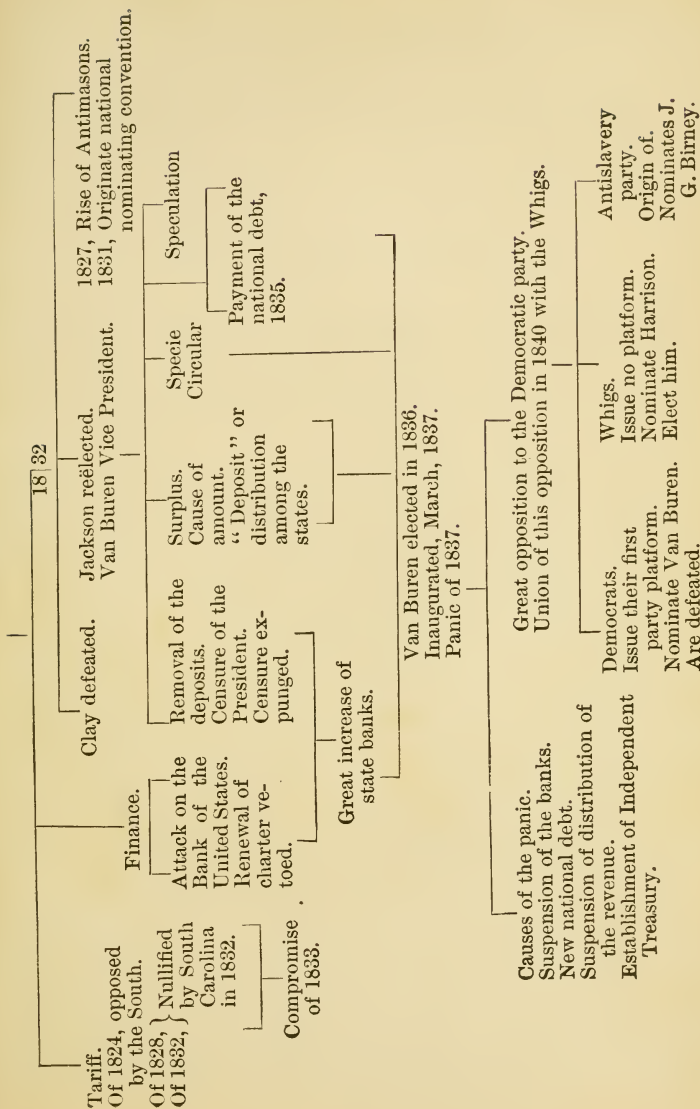 1832
Tariff.
Of 1824, opposed
by the South.
Of 1828, } Nullified
Of 1832, } by South
Carolina
in 1832.
Compromise
of 1833.
Finance.
Attack on the
Bank of the
United States.
Renewal of
charter ve-
toed.
Clay defeated.
Removal of the
deposits.
Censure of the
President.
Censure ex-
punged.
Great increase of
state banks.
Jackson reëlected.
Van Buren Vice President.
Surplus.
Cause of
amount.
“Deposit” or
distribution
among the
states.
Specie
Circular
Speculation
Payment of the
national debt,
1835.
1827, Rise of Antimasons.
1831, Originate national
nominating convention.
Van Buren elected in 1836.
Inaugurated, March, 1837.
Panic of 1837.
Causes of the panic.
Suspension of the banks.
New national debt.
Suspension of distribution of
the revenue.
Establishment of Independent
Treasury.
Great opposition to the Democratic party.
Union of this opposition in 1840 with the Whigs.
Democrats.
Issue their first
party platform.
Nominate Van Buren.
Are defeated.
Whigs.
Issue no platform.
Nominate Harrison.
Elect him.
Antislavery
party.
Origin of.
Nominates J.
G. Birney.